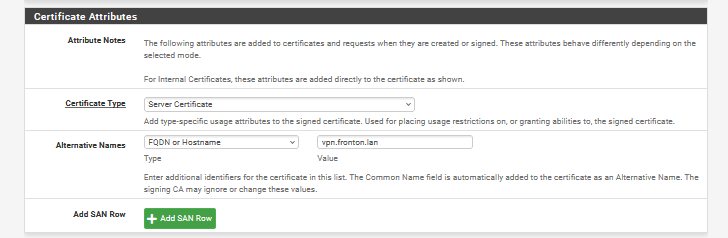 Certificate Attributes
Attribute Notes
The following attributes are added to certificates and requests when they are created or signed. These attributes behave differently depending on the
selected mode.
For Internal Certificates, these attributes are added directly to the certificate as shown.
Certificate Type
Server Certificate
Add type-specific usage attributes to the signed certificate. Used for placing usage restrictions on, or granting abilities to, the signed certificate.
Alternative Names
FQDN or Hostname
vpn.fronton.lan
Type
Value
Enter additional identifiers for the certificate in this list. The Common Name field is automatically added to the certificate as an Alternative Name. The
signing CA may ignore or change these values.
Add SAN Row
+ Add SAN Row